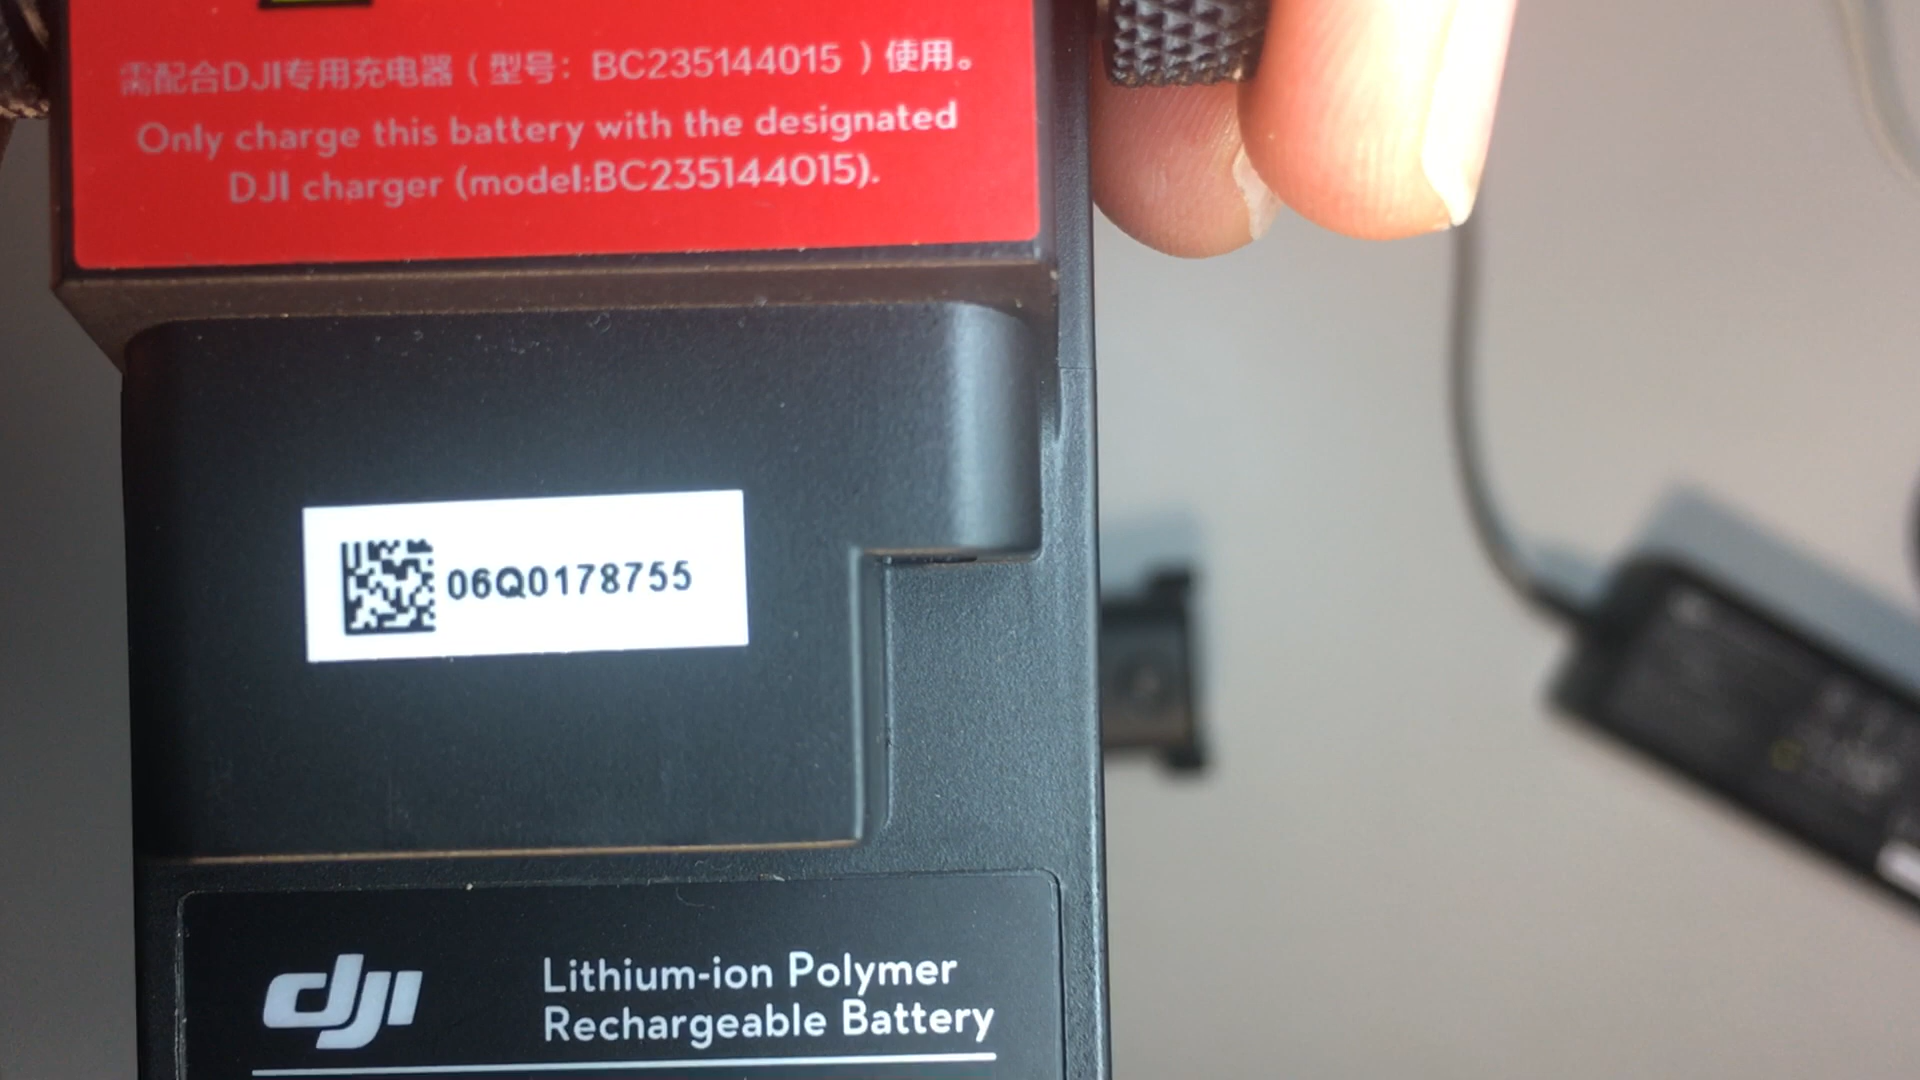 需配合DJI专用充电器（型号：BC235144015）使用。
Only charge this battery with the designated
DJI charger (model:BC235144015).
06Q0178755
dji
Lithium-ion Polymer
Rechargeable Battery